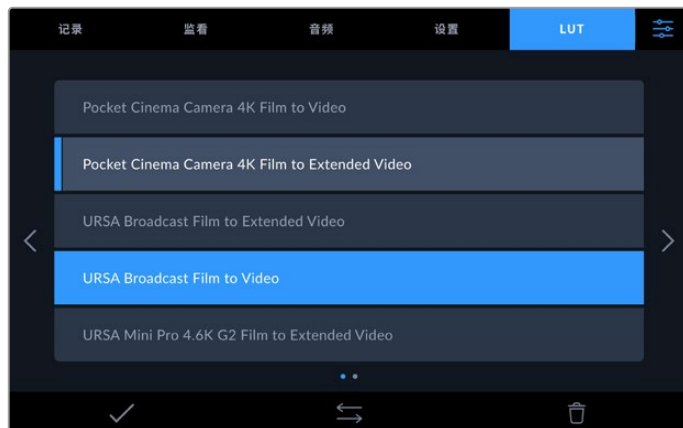 记录 监看 音频 设置 LUT
Pocket Cinema Camera 4K Film to Video
Pocket Cinema Camera 4K Film to Extended Video
URSA Broadcast Film to Extended Video
URSA Broadcast Film to Video
URSA Mini Pro 4.6K G2 Film to Extended Video